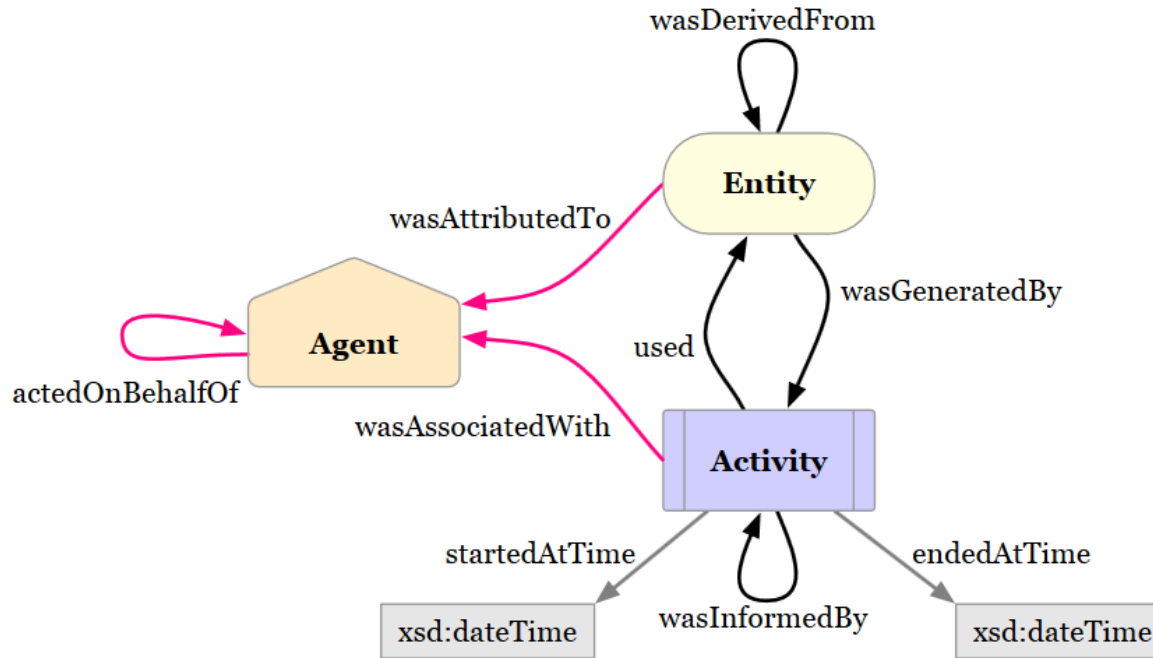 wasDerivedFrom
Entity
wasAttributedTo
wasGeneratedBy
Agent
used
actedOnBehalfOf
wasAssociatedWith
Activity
startedAtTime
endedAtTime
wasInformedBy
xsd:dateTime
xsd:dateTime